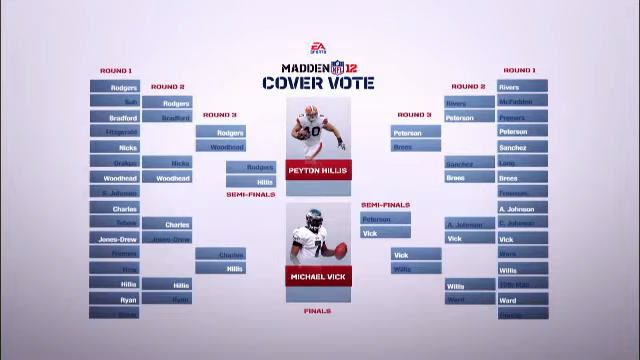 EA
SPORTS
MADDEN NFL 12
COVER VOTE
ROUND 1
Rodgers
Suh
Bradford
Fitzgerald
Nicks
Orakpo
Woodhead
S. Johnson
Charles
Tebow
Jones-Drew
Freeman
Hillis
Ryan
ROUND 2
Rodgers
Bradford
Nicks
Woodhead
Charles
Jones-Drew
Hillis
Ryan
ROUND 3
Rodgers
Woodhead
Charles
Hillis
Rodgers
Hillis
SEMI-FINALS
PEYTON HILLIS
MICHAEL VICK
FINALS
SEMI-FINALS
Peterson
Vick
ROUND 3
Peterson
Brees
Vick
Willis
ROUND 2
Rivers
Peterson
Sanchez
Brees
A. Johnson
Vick
Willis
Ward
ROUND 1
Rivers
McFadden
Peterson
Sanchez
Long
Brees
A. Johnson
C. Johnson
Vick
Ware
Willis
Ward